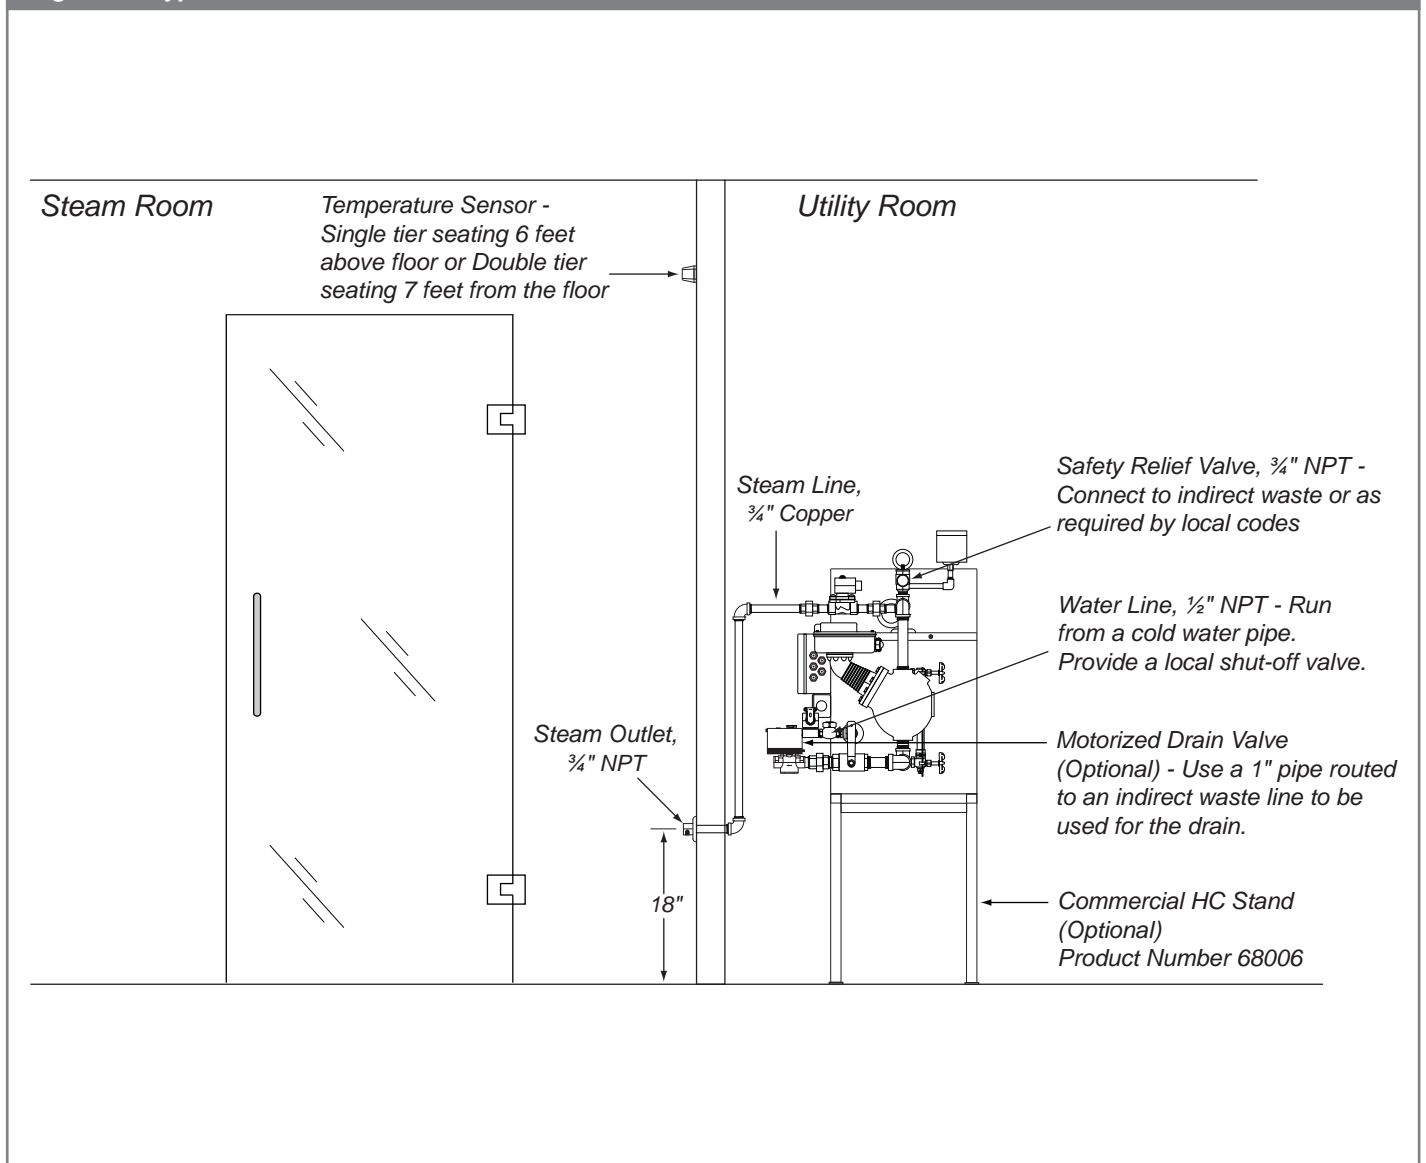 Steam Room
Temperature Sensor -
Single tier seating 6 feet
above floor or Double tier
seating 7 feet from the floor
Utility Room
Steam Line,
¾" Copper
Safety Relief Valve, ¾" NPT -
Connect to indirect waste or as
required by local codes
Water Line, ½" NPT - Run
from a cold water pipe.
Provide a local shut-off valve.
Steam Outlet,
¾" NPT
Motorized Drain Valve
(Optional) - Use a 1" pipe routed
to an indirect waste line to be
used for the drain.
18"
Commercial HC Stand
(Optional)
Product Number 68006